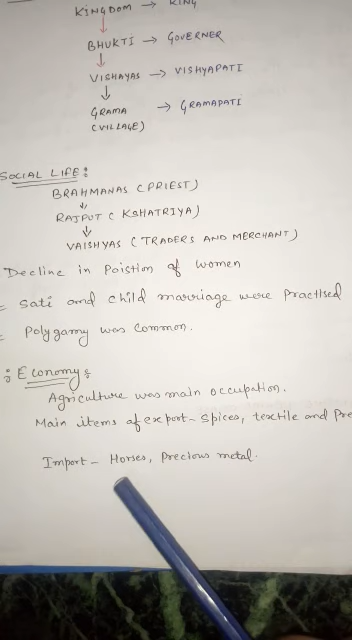 KINGDOM → KING
↓
BHUKTI → GOVERNER
↓
VISHAYAS → VISHYAPATI
↓
GRAMA → GRAMAPATI
(VILLAGE)
SOCIAL LIFE:
BRAHMANAS (PRIEST)
↓
RAJPUT ( KSHATRIYA)
↓
VAISHYAS (TRADERS AND MERCHANT)
Decline in Poistion of women
= Sati and child marriage were Practised
= Polygamy was Common.
Economy:
Agriculture was main occupation.
Main items of export - Spices, textile and Pre
Import - Horses, Precious metal.